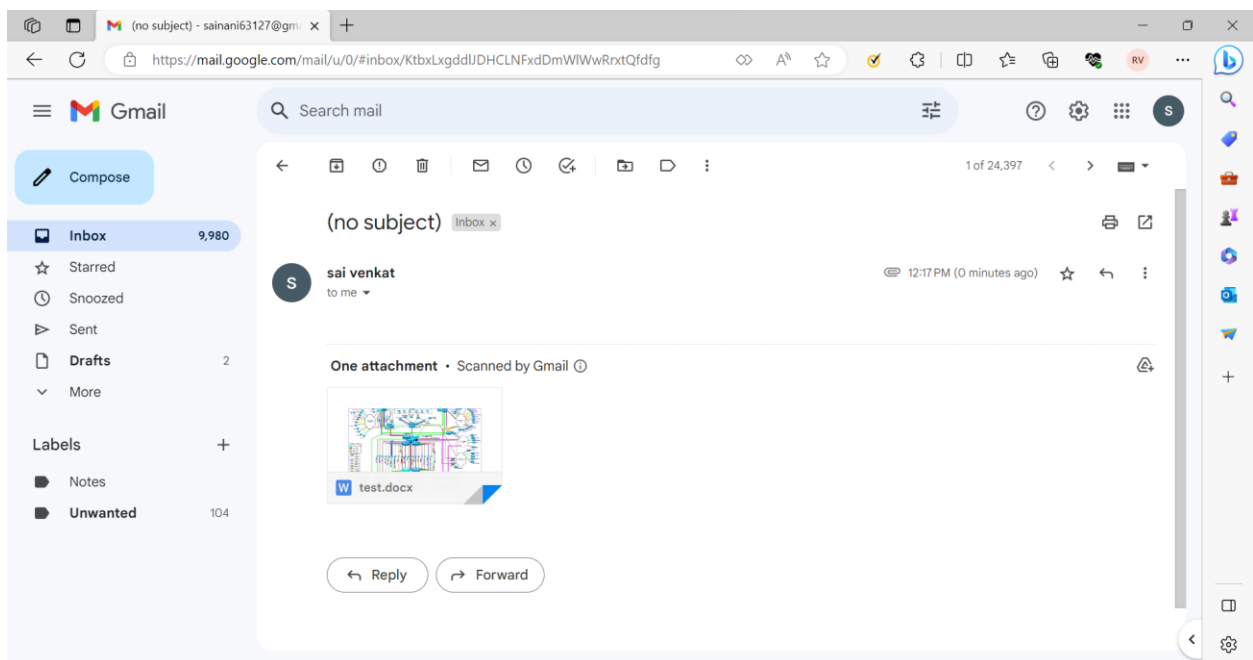 (no subject) - sainani63127@gm
https://mail.google.com/mail/u/0/#inbox/KtbxLxgddlJDHCLNFxdDmWlWwRrxtQfdfg
RV
Gmail
Search mail
S
Compose
1 of 24,397
(no subject)
Inbox ×
Inbox 9,980
Starred
Snoozed
Sent
Drafts 2
More
Labels
Notes
Unwanted 104
S
sai venkat
12:17 PM (0 minutes ago)
to me
One attachment • Scanned by Gmail
W test.docx
Reply
Forward